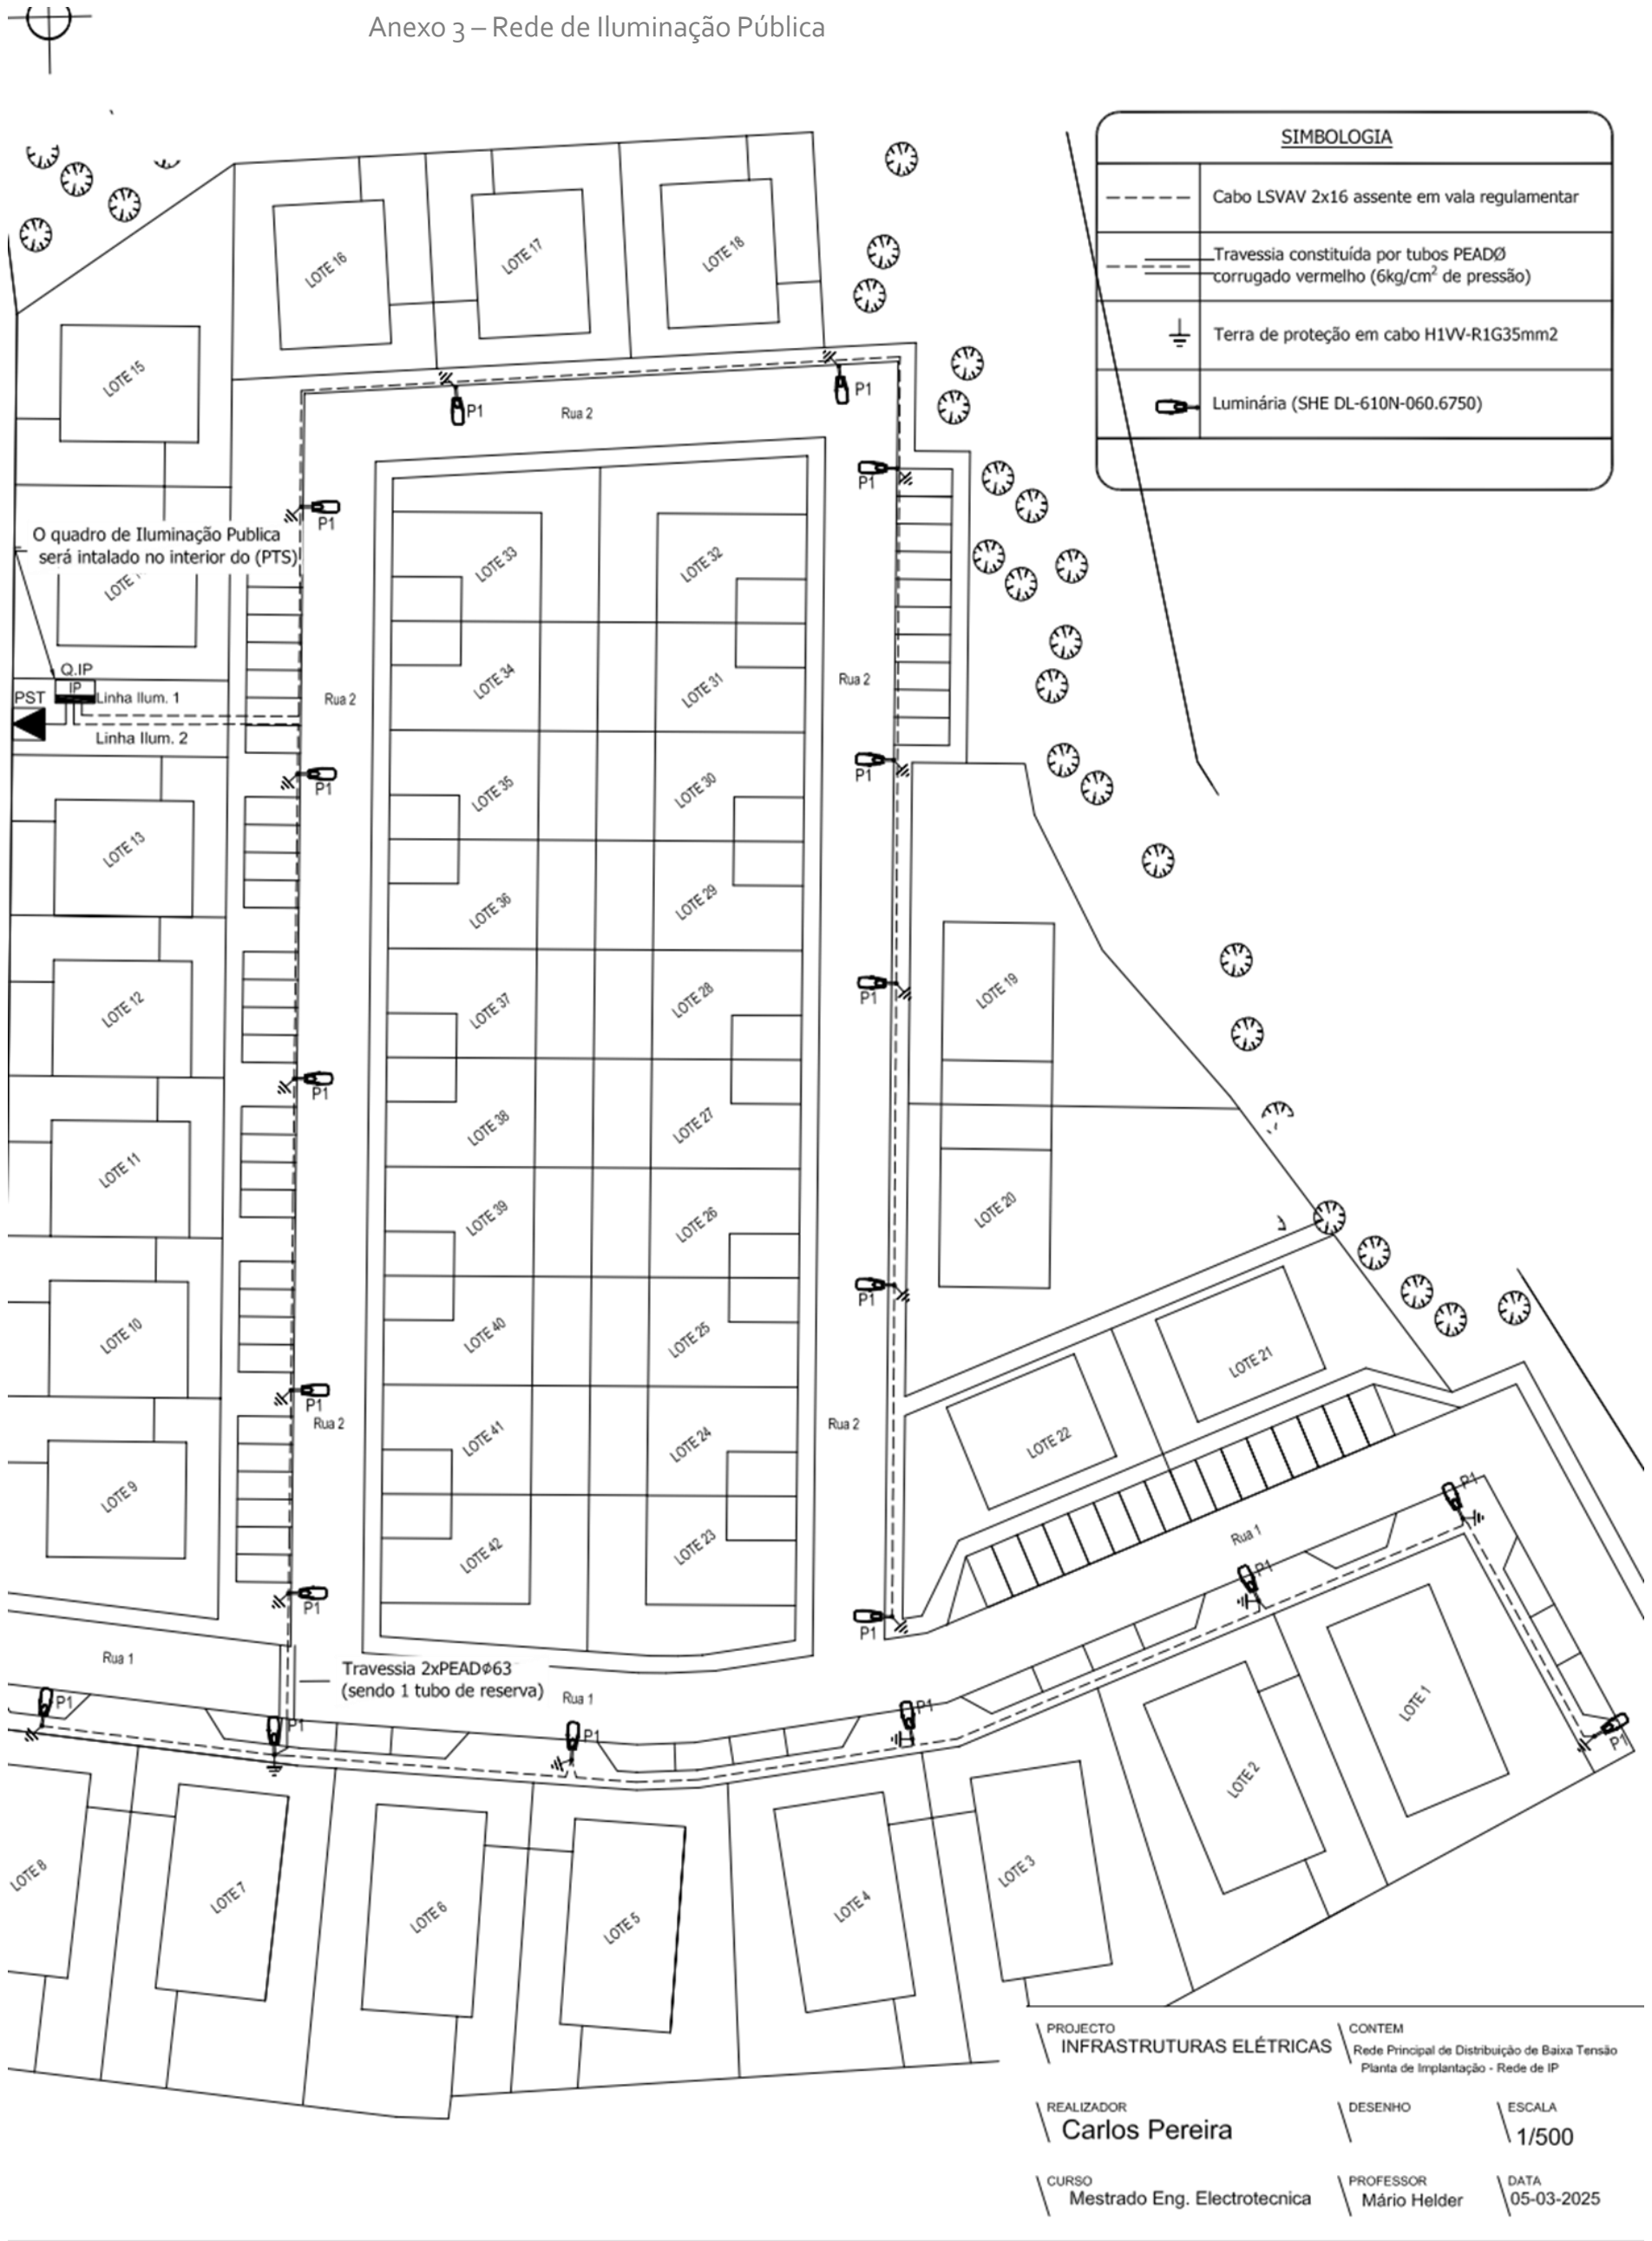 Anexo 3 – Rede de Iluminação Pública
SIMBOLOGIA
Cabo LSVAV 2x16 assente em vala regulamentar
Travessia constituída por tubos PEADØ
corrugado vermelho (6kg/cm² de pressão)
Terra de proteção em cabo H1VV-R1G35mm2
Luminária (SHE DL-610N-060.6750)
LOTE 16
LOTE 17
LOTE 18
LOTE 15
P1
Rua 2
P1
P1
P1
O quadro de Iluminação Publica
será intalado no interior do (PTS)
LOTE
LOTE 33
LOTE 32
Q.IP
IP
PST
Linha Ilum. 1
Linha Ilum. 2
Rua 2
LOTE 34
LOTE 31
Rua 2
P1
P1
LOTE 35
LOTE 30
LOTE 13
LOTE 36
LOTE 29
LOTE 12
LOTE 37
LOTE 28
P1
LOTE 19
P1
LOTE 11
LOTE 38
LOTE 27
LOTE 39
LOTE 26
LOTE 20
P1
LOTE 10
LOTE 40
LOTE 25
LOTE 21
P1
Rua 2
LOTE 41
LOTE 24
Rua 2
LOTE 22
LOTE 9
LOTE 42
LOTE 23
P1
Rua 1
P1
P1
P1
P1
Rua 1
Travessia 2xPEADφ63
(sendo 1 tubo de reserva)
Rua 1
P1
P1
P1
P1
P1
LOTE 1
LOTE 2
LOTE 3
LOTE 4
LOTE 5
LOTE 6
LOTE 7
LOTE 8
PROJECTO
INFRASTRUTURAS ELÉTRICAS
CONTEM
Rede Principal de Distribuição de Baixa Tensão
Planta de Implantação - Rede de IP
REALIZADOR
Carlos Pereira
DESENHO
ESCALA
1/500
CURSO
Mestrado Eng. Electrotecnica
PROFESSOR
Mário Helder
DATA
05-03-2025